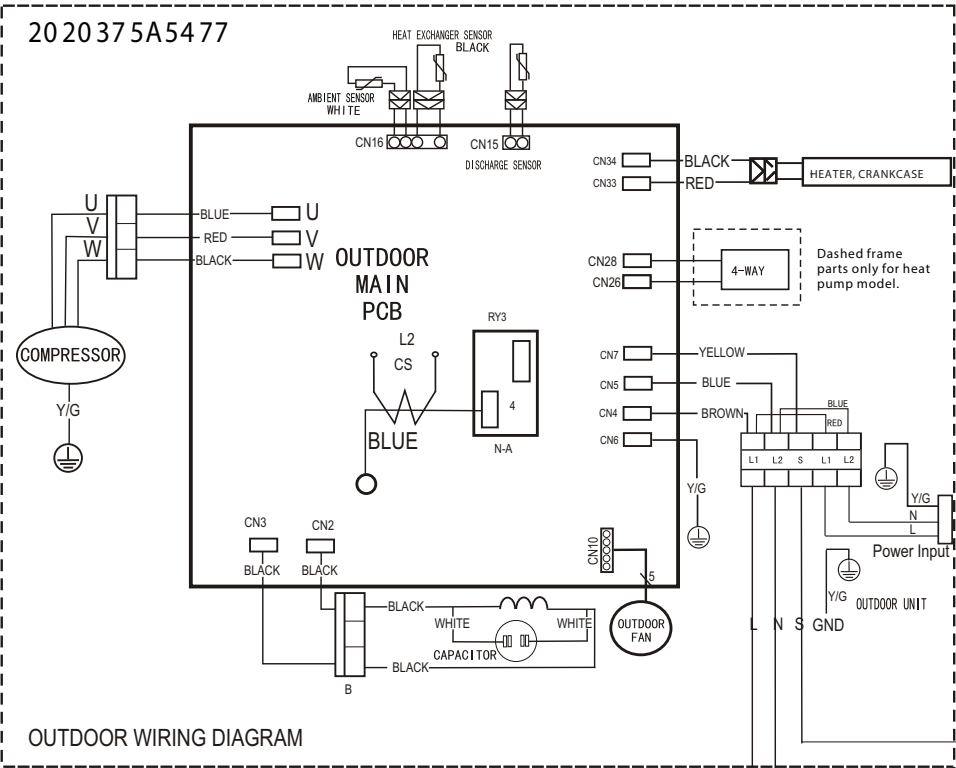 2020375A5477
HEAT EXCHANGER SENSOR
BLACK
AMBIENT SENSOR
WHITE
CN16
CN15
DISCHARGE SENSOR
CN34
BLACK
CN33
RED
HEATER, CRANKCASE
U
V
W
BLUE
RED
BLACK
U
V
W
OUTDOOR
MAIN
PCB
CN28
CN26
4-WAY
Dashed frame
parts only for heat
pump model.
COMPRESSOR
Y/G
L2
CS
BLUE
RY3
4
N-A
CN7
YELLOW
CN5
BLUE
CN4
BROWN
CN6
Y/G
BLUE
RED
L1 L2 S L1 L2
Y/G
N
L
Power Input
Y/G
OUTDOOR UNIT
L N S GND
CN3
CN2
BLACK
BLACK
CN10
5
OUTDOOR
FAN
BLACK
WHITE
WHITE
CAPACITOR
BLACK
B
OUTDOOR WIRING DIAGRAM